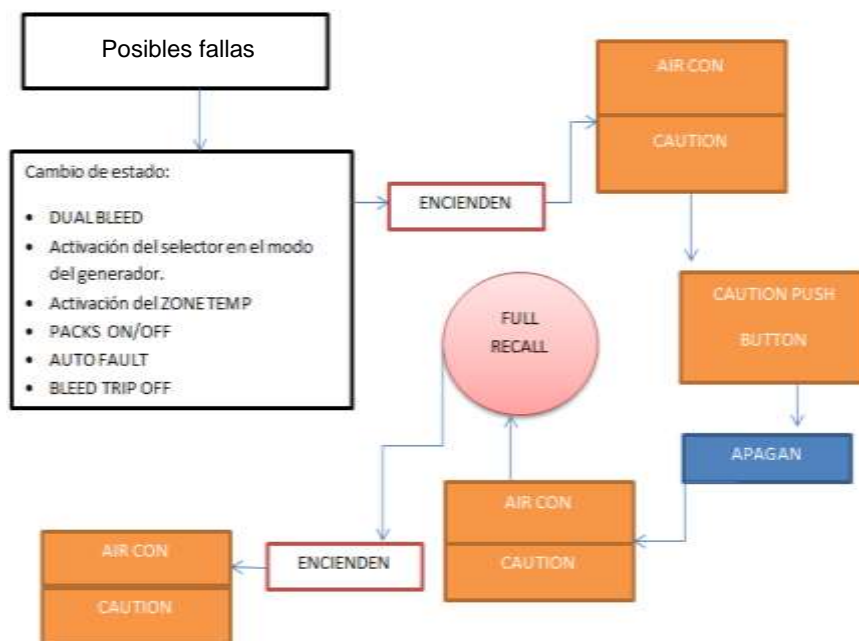 Posibles fallas
Cambio de estado:
• DUAL BLEED
• Activación del selector en el modo
del generador.
• Activación del ZONE TEMP
• PACKS ON/OFF
• AUTO FAULT
• BLEED TRIP OFF
ENCIENDEN
AIR CON
CAUTION
CAUTION PUSH
BUTTON
APAGAN
AIR CON
CAUTION
FULL
RECALL
ENCIENDEN
AIR CON
CAUTION